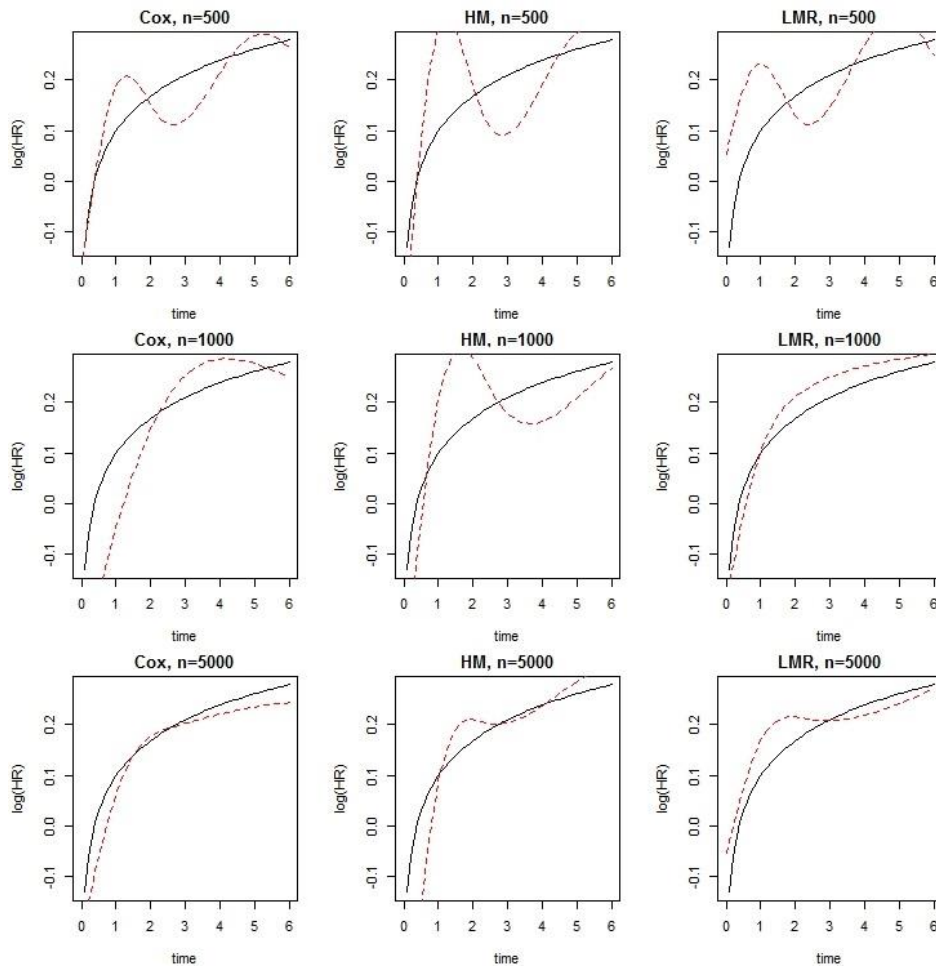 Cox, n=500 HM, n=500 LMR, n=500
log(HR) log(HR) log(HR)
0.2 0.2 0.2
0.1 0.1 0.1
0.0 0.0 0.0
-0.1 -0.1 -0.1
0 1 2 3 4 5 6 0 1 2 3 4 5 6 0 1 2 3 4 5 6
time time time
Cox, n=1000 HM, n=1000 LMR, n=1000
log(HR) log(HR) log(HR)
0.2 0.2 0.2
0.1 0.1 0.1
0.0 0.0 0.0
-0.1 -0.1 -0.1
0 1 2 3 4 5 6 0 1 2 3 4 5 6 0 1 2 3 4 5 6
time time time
Cox, n=5000 HM, n=5000 LMR, n=5000
log(HR) log(HR) log(HR)
0.2 0.2 0.2
0.1 0.1 0.1
0.0 0.0 0.0
-0.1 -0.1 -0.1
0 1 2 3 4 5 6 0 1 2 3 4 5 6 0 1 2 3 4 5 6
time time time